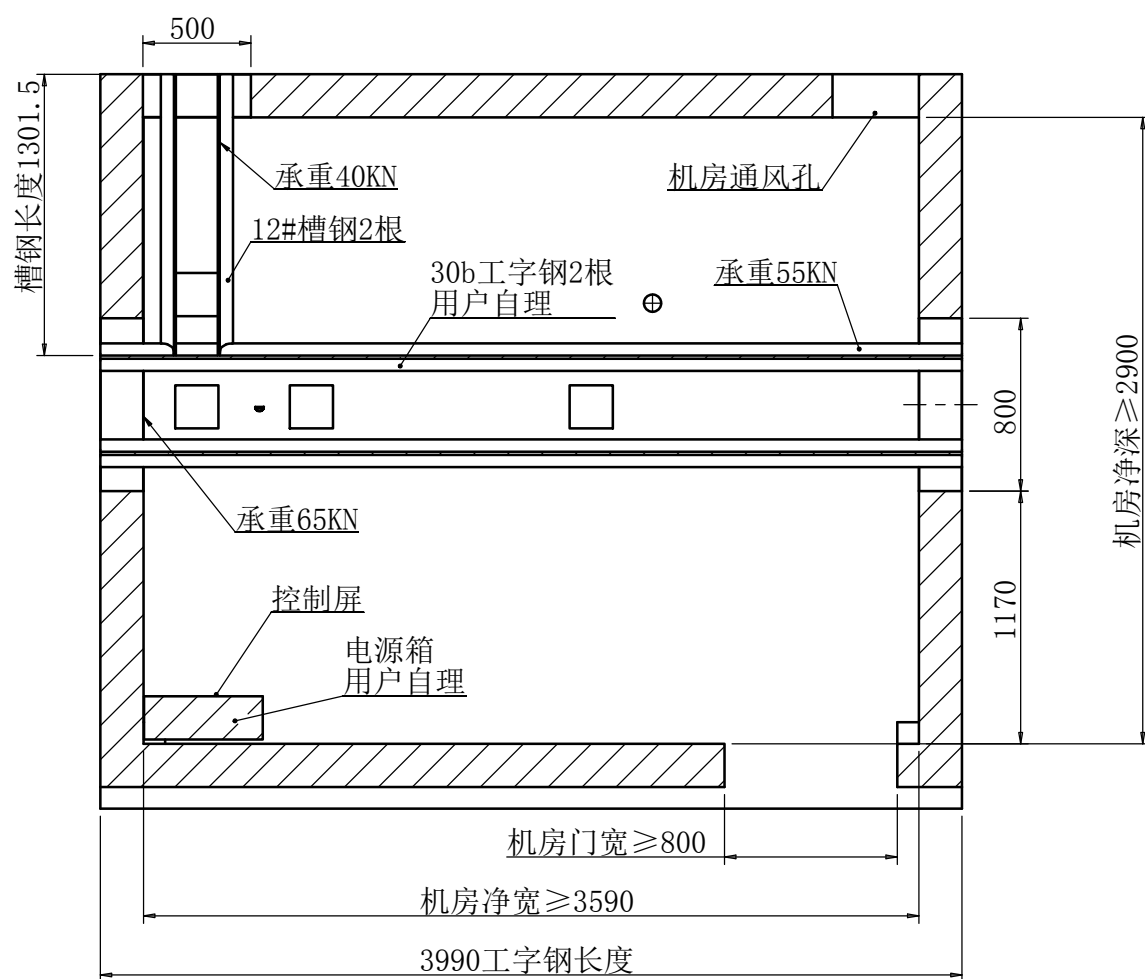 500
槽钢长度1301.5
承重40KN
机房通风孔
12#槽钢2根
30b工字钢2根
用户自理
承重55KN
机房净深≥2900
800
承重65KN
1170
控制屏
电源箱
用户自理
机房门宽≥800
机房净宽≥3590
3990工字钢长度